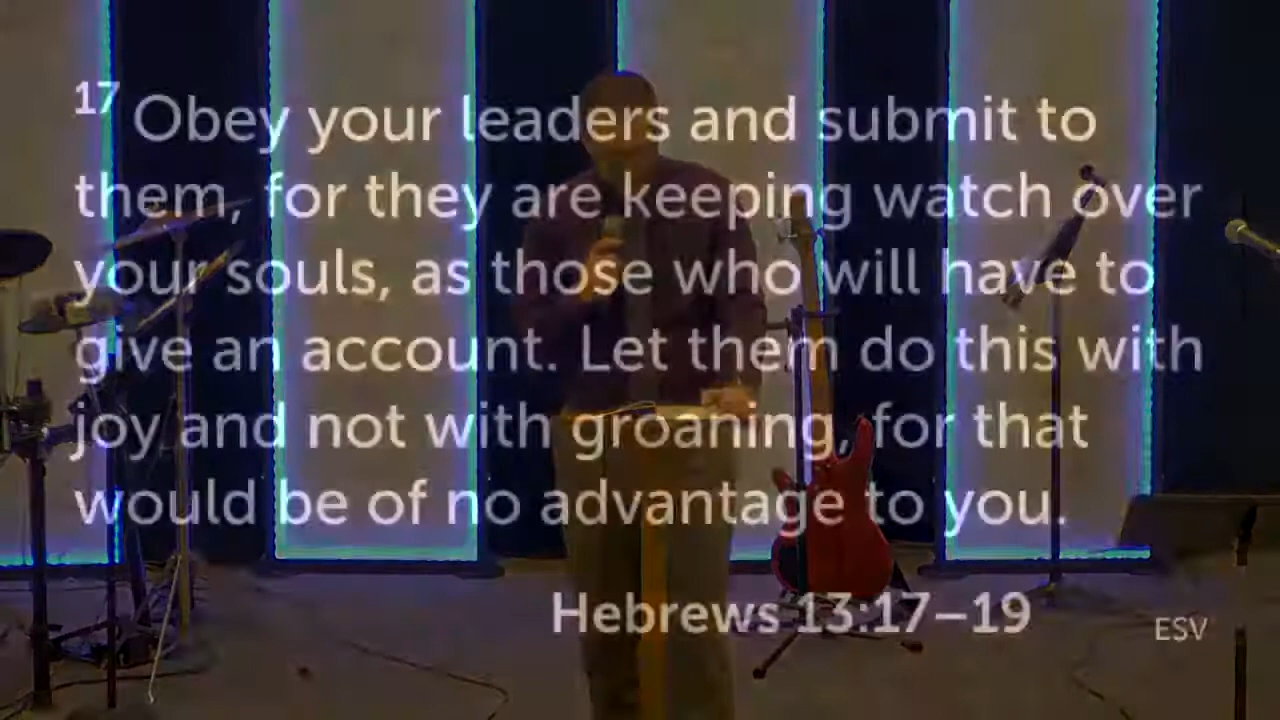 17 Obey your leaders and submit to
them, for they are keeping watch over
your souls, as those who will have to
give an account. Let them do this with
joy and not with groaning, for that
would be of no advantage to you.
Hebrews 13:17–19
ESV